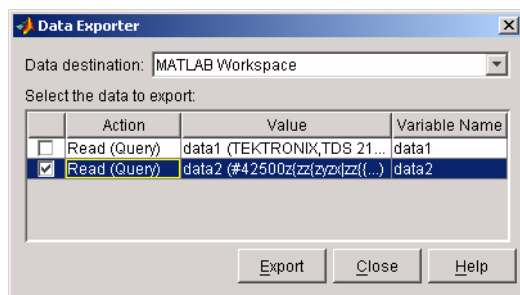 Data Exporter
Data destination: MATLAB Workspace
Select the data to export:
Action Value Variable Name
Read (Query) data1 (TEKTRONIX,TDS 21... data1
Read (Query) data2 (#42500z{zz{zyzx|zz{{...) data2
Export Close Help